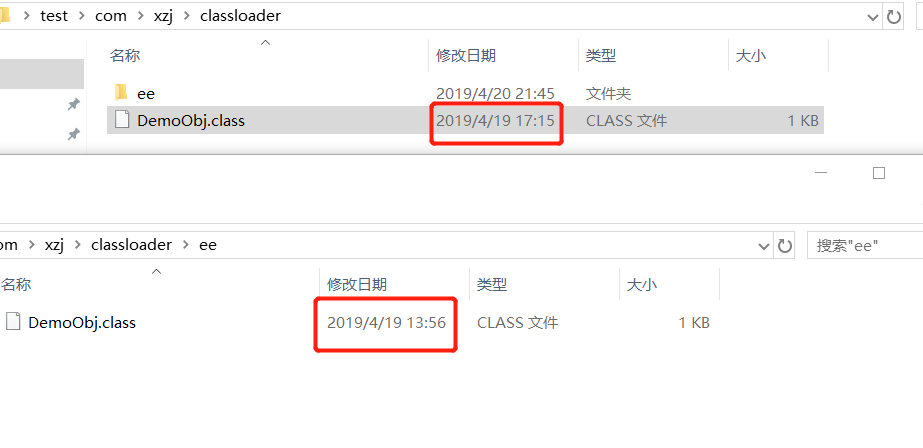 test > com > xzj > classloader
名称 修改日期 类型 大小
ee 2019/4/20 21:45 文件夹
DemoObj.class 2019/4/19 17:15 CLASS 文件 1 KB
om > xzj > classloader > ee 搜索"ee"
名称 修改日期 类型 大小
DemoObj.class 2019/4/19 13:56 CLASS 文件 1 KB